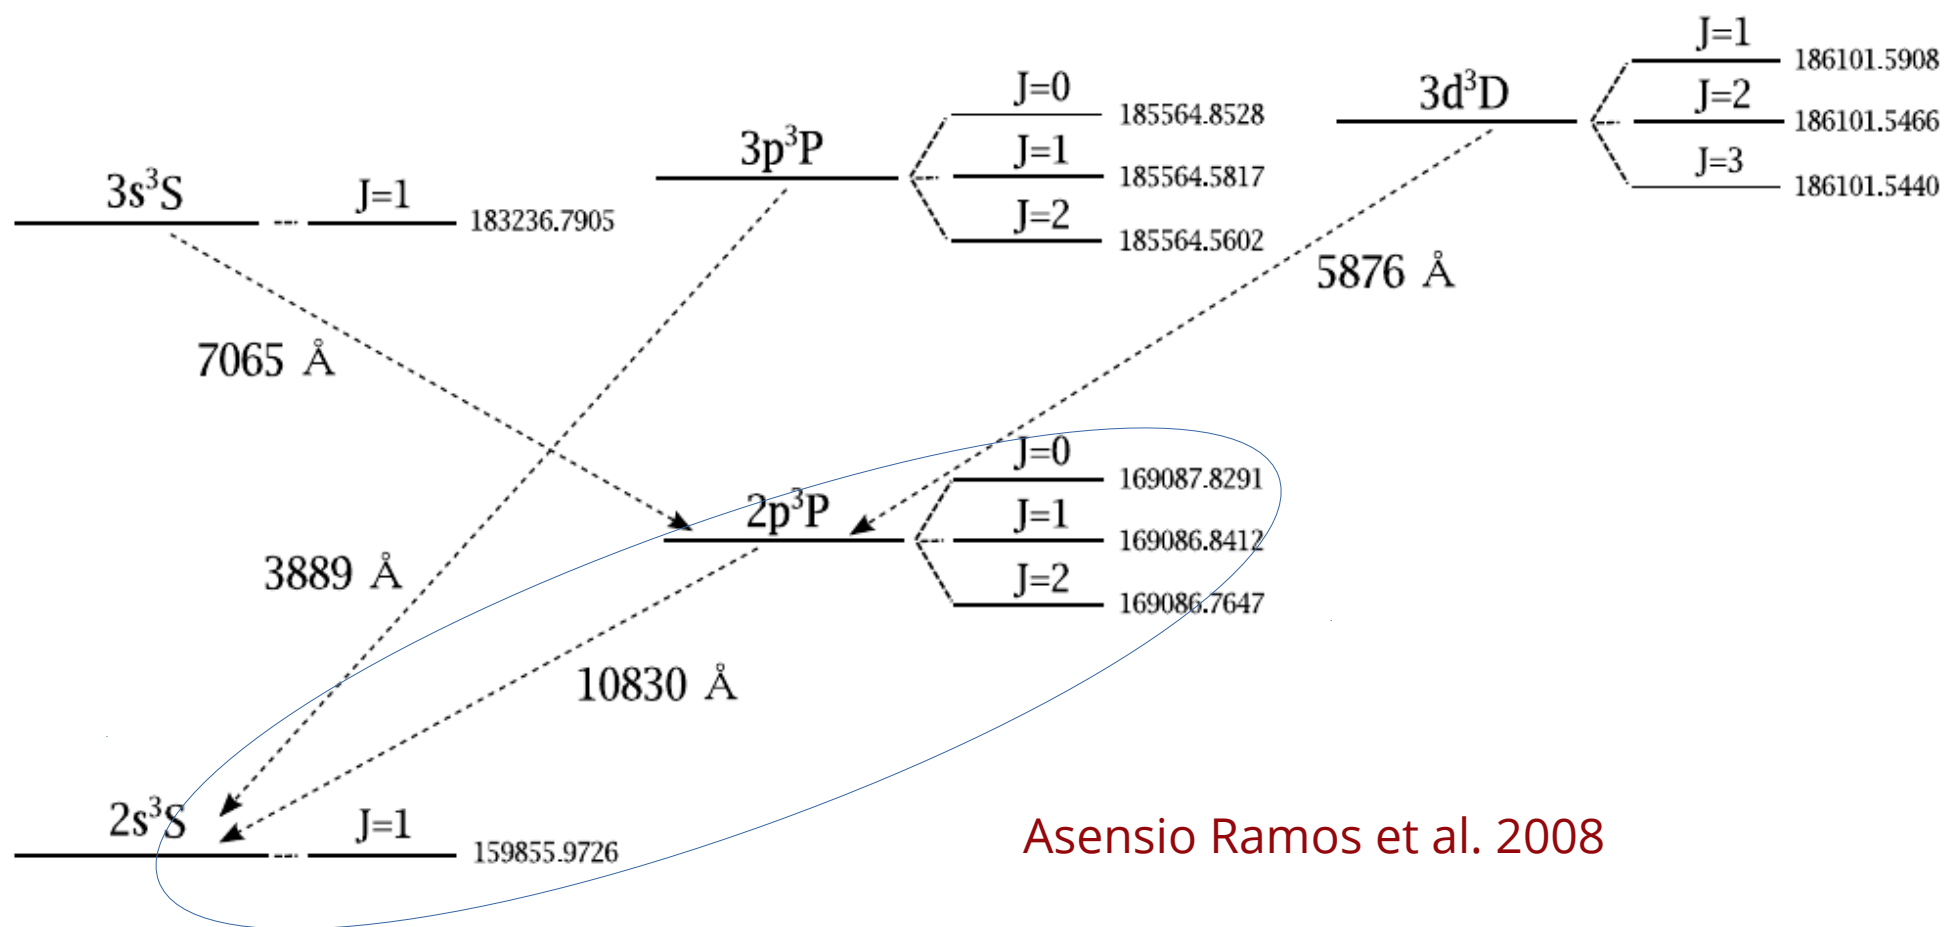 J=1
186101.5908
J=0
3d³D
J=2
185564.8528
186101.5466
3p³P
J=1
J=3
185564.5817
186101.5440
3s³S
J=1
J=2
183236.7905
185564.5602
5876 Å
7065 Å
J=0
169087.8291
2p³P
J=1
169086.8412
3889 Å
J=2
169086.7647
10830 Å
2s³S
J=1
159855.9726
Asensio Ramos et al. 2008